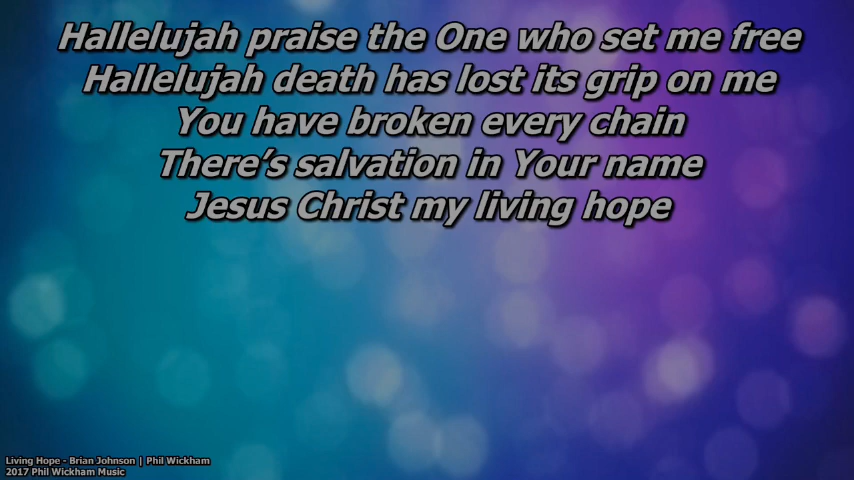 Hallelujah praise the One who set me free
Hallelujah death has lost its grip on me
You have broken every chain
There’s salvation in Your name
Jesus Christ my living hope
Living Hope - Brian Johnson | Phil Wickham
2017 Phil Wickham Music